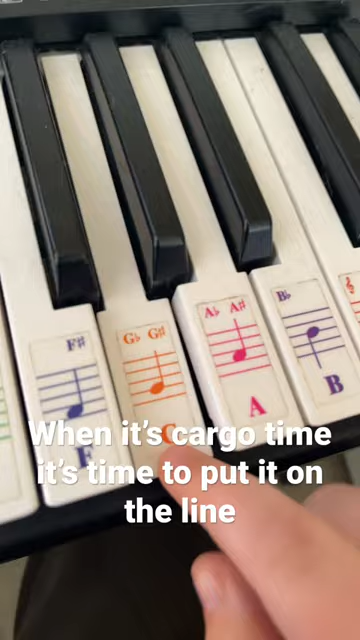 F#
G♭ G#
A♭ A#
B♭
F
A
B
When it's cargo time
it's time to put it on
the line